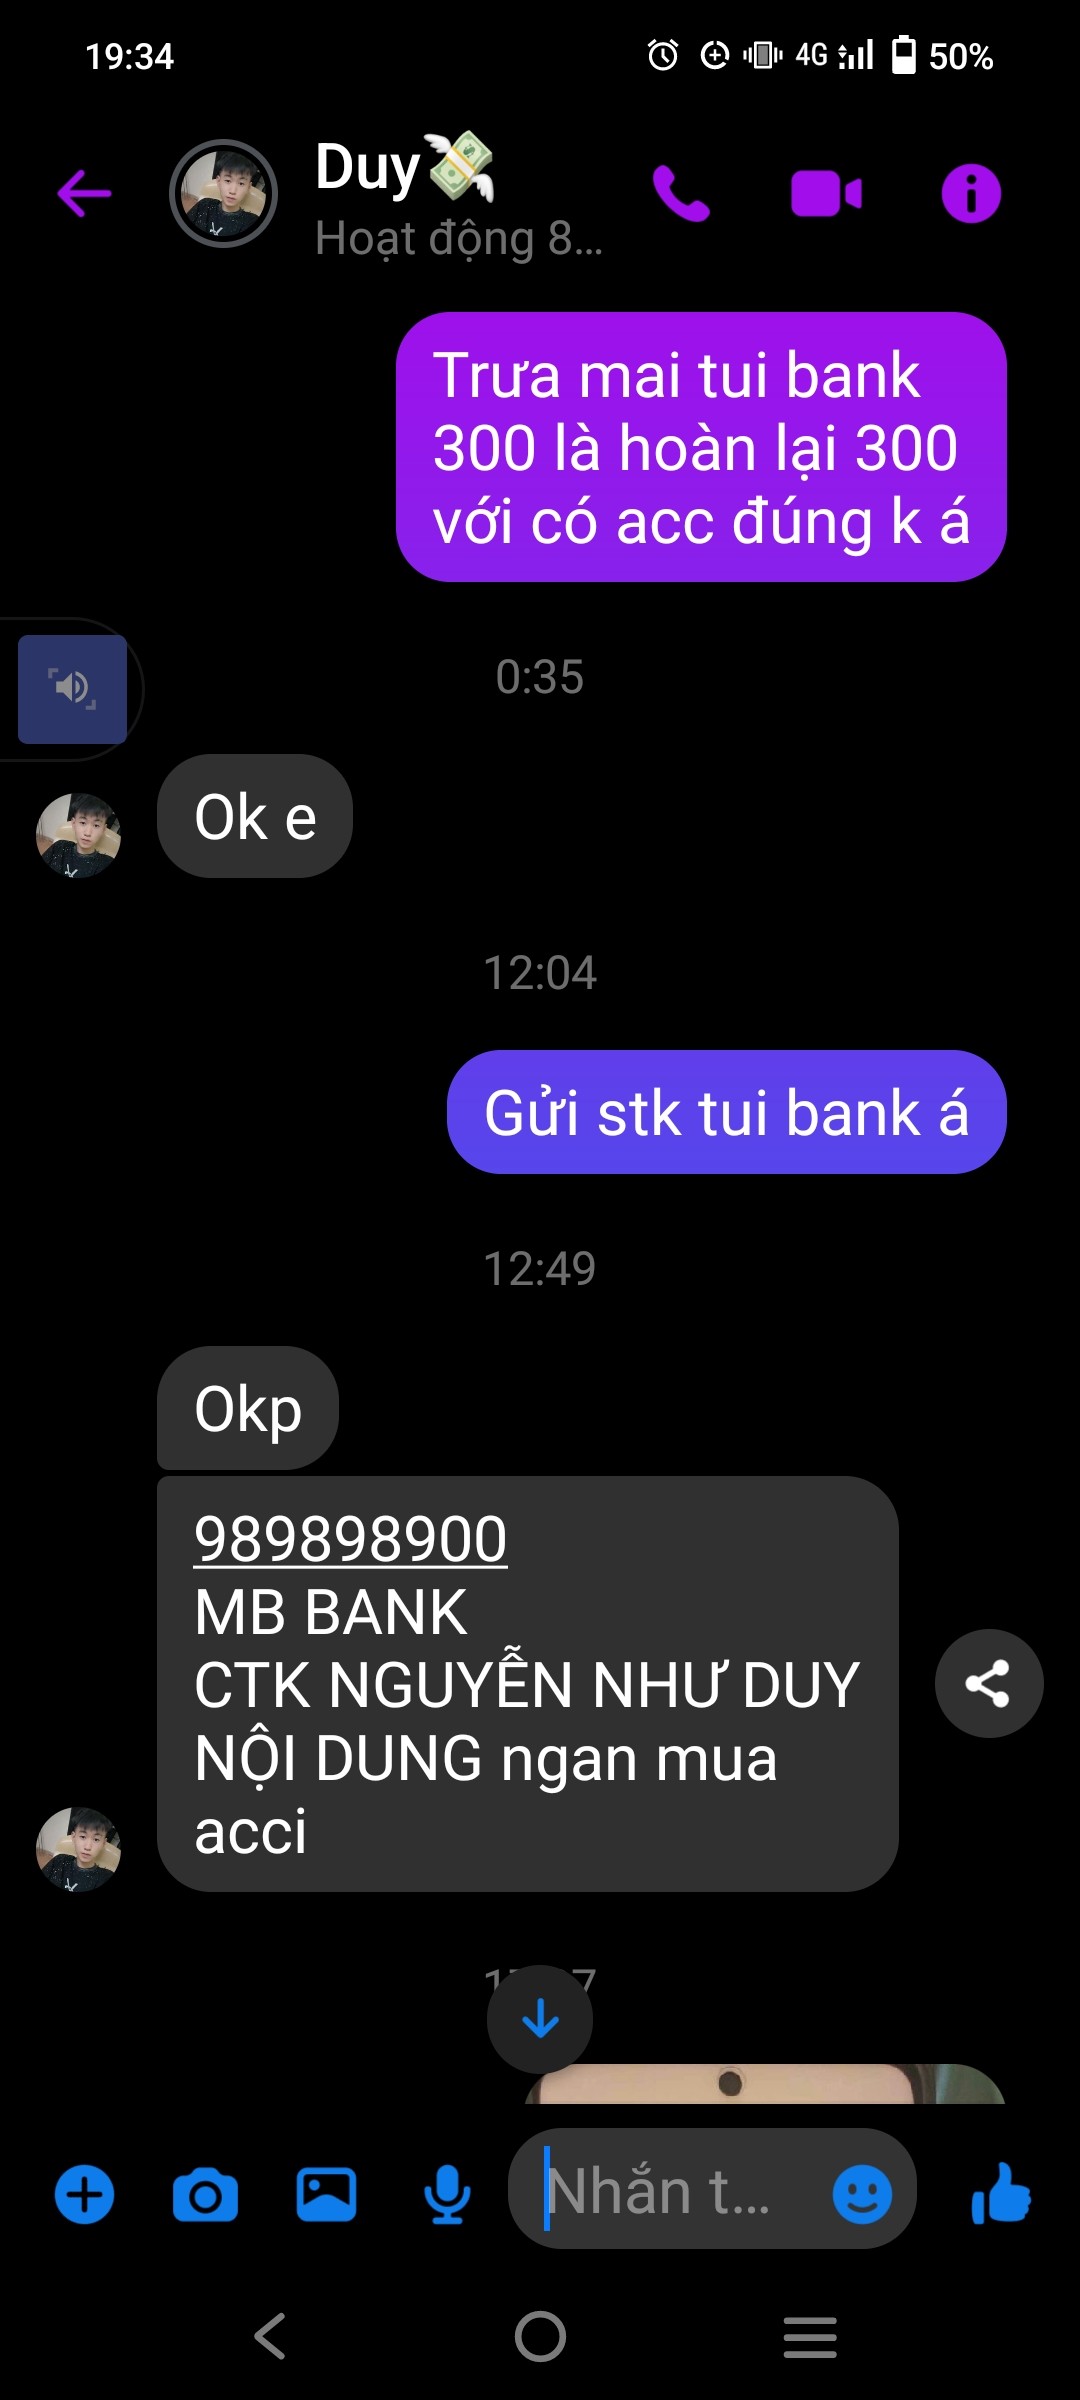 19:34
4G
50%
Duy
Hoạt động 8...
Trưa mai tui bank
300 là hoàn lại 300
với có acc đúng k á
0:35
Ok e
12:04
Gửi stk tui bank á
12:49
Okp
989898900
MB BANK
CTK NGUYỄN NHƯ DUY
NỘI DUNG ngan mua
acci
Nhắn t...